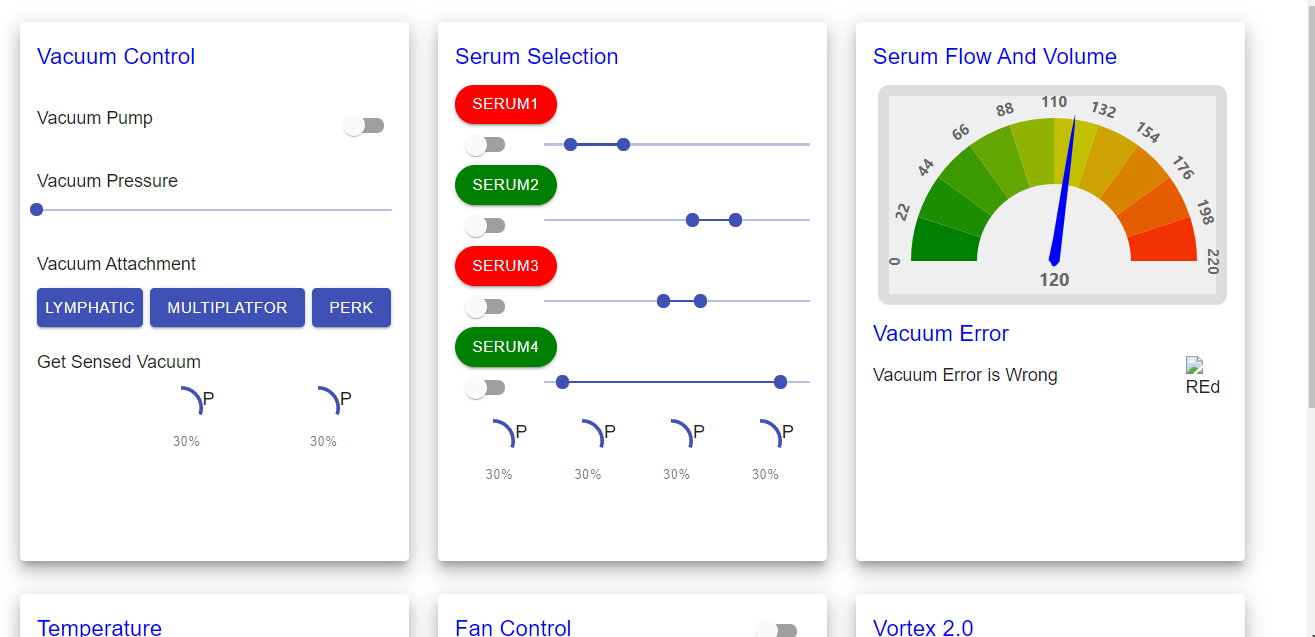 Vacuum Control
Vacuum Pump
Vacuum Pressure
Vacuum Attachment
LYMPHATIC MULTIPLATFOR PERK
Get Sensed Vacuum
P P
30% 30%
Serum Selection
SERUM1
SERUM2
SERUM3
SERUM4
P P P P
30% 30% 30% 30%
Serum Flow And Volume
0 22 44 66 88 110 132 154 176 198 220
120
Vacuum Error
Vacuum Error is Wrong
REd
Temperature
Fan Control
Vortex 2.0